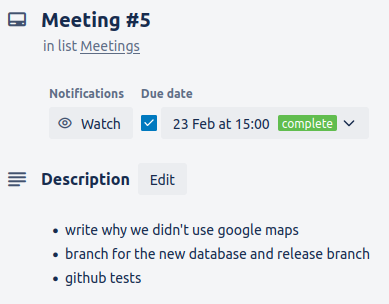 Meeting #5
in list Meetings
Notifications Due date
Watch 23 Feb at 15:00 complete
Description Edit
• write why we didn't use google maps
• branch for the new database and release branch
• github tests